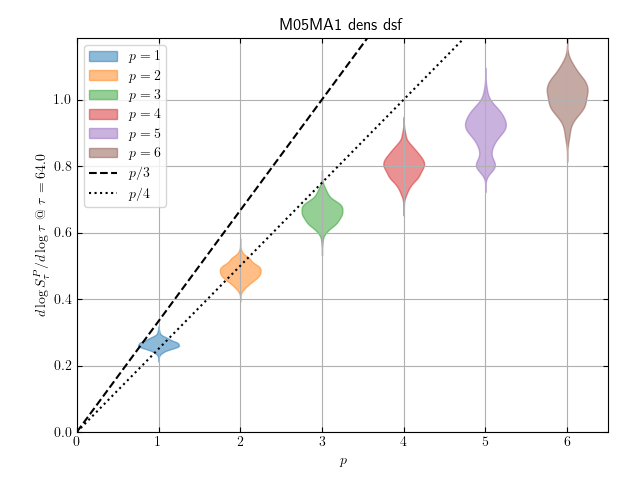 M05MA1 dens dsf
d log S_τ^P / d log τ @ τ = 64.0
1.0
0.8
0.6
0.4
0.2
0.0
p = 1
p = 2
p = 3
p = 4
p = 5
p = 6
p/3
p/4
0 1 2 3 4 5 6
p